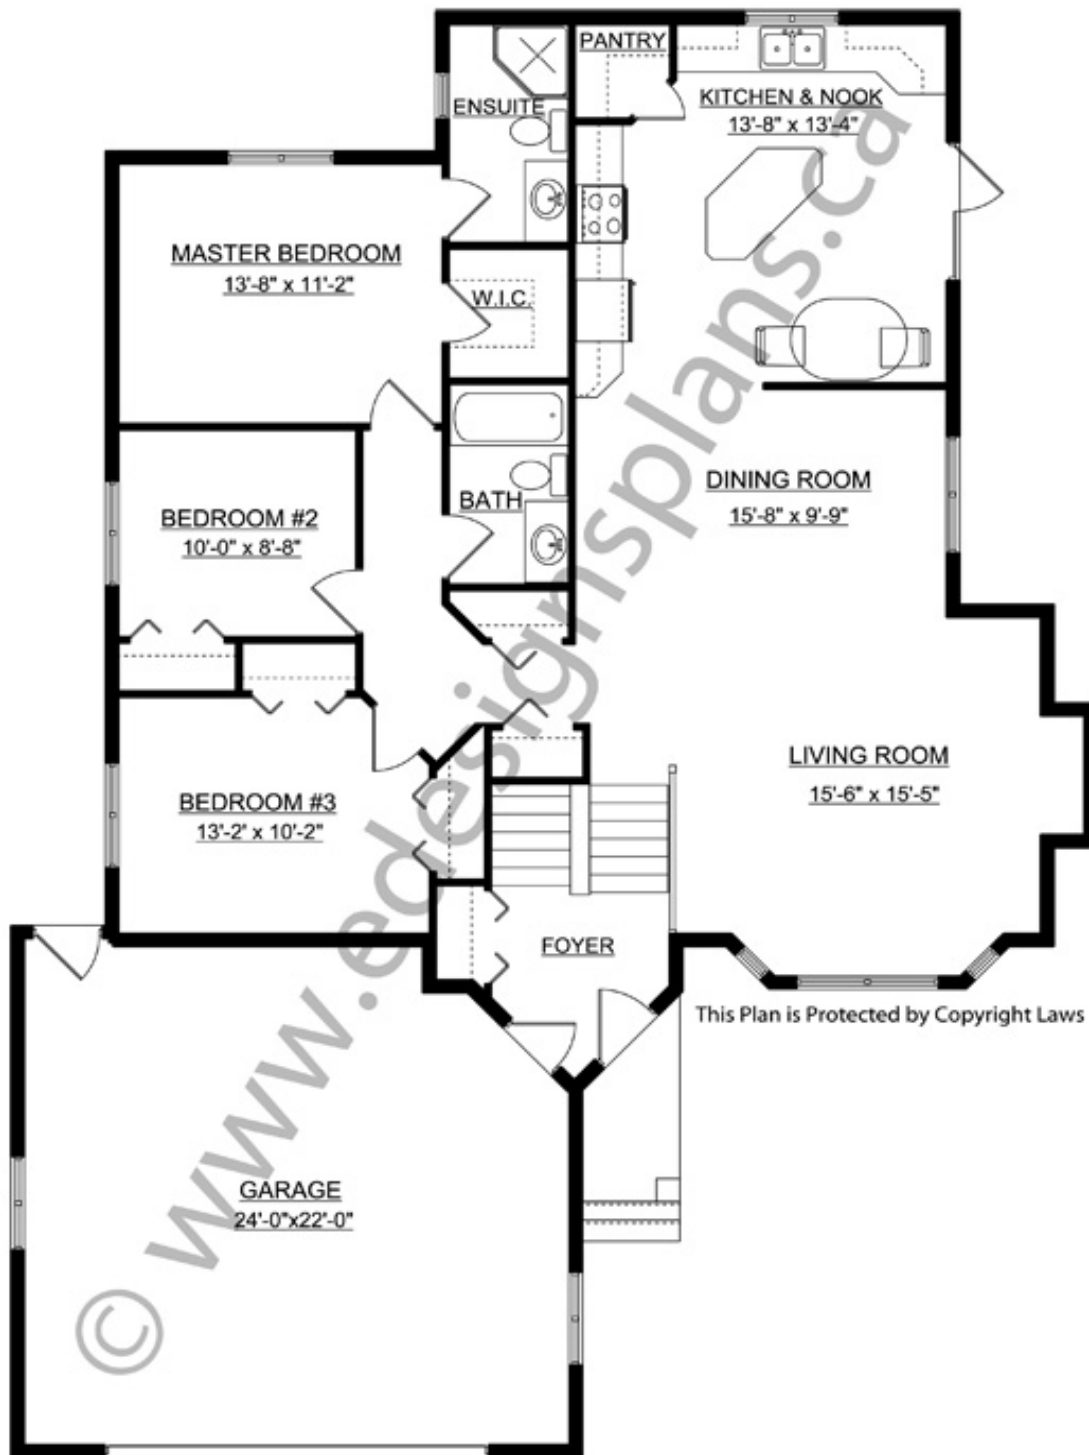 PANTRY
ENSUITE
KITCHEN & NOOK
13'-8" x 13'-4"
MASTER BEDROOM
13'-8" x 11'-2"
W.I.C.
DINING ROOM
15'-8" x 9'-9"
BATH
BEDROOM #2
10'-0" x 8'-8"
LIVING ROOM
15'-6" x 15'-5"
BEDROOM #3
13'-2' x 10'-2"
FOYER
This Plan is Protected by Copyright Laws
GARAGE
24'-0"x22'-0"
© www.edesignsplans.ca